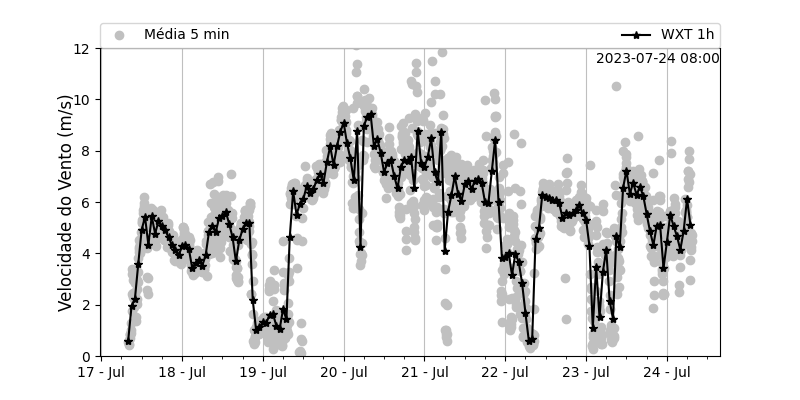 Média 5 min
WXT 1h
2023-07-24 08:00
Velocidade do Vento (m/s)
12
10
8
6
4
2
0
17 - Jul
18 - Jul
19 - Jul
20 - Jul
21 - Jul
22 - Jul
23 - Jul
24 - Jul